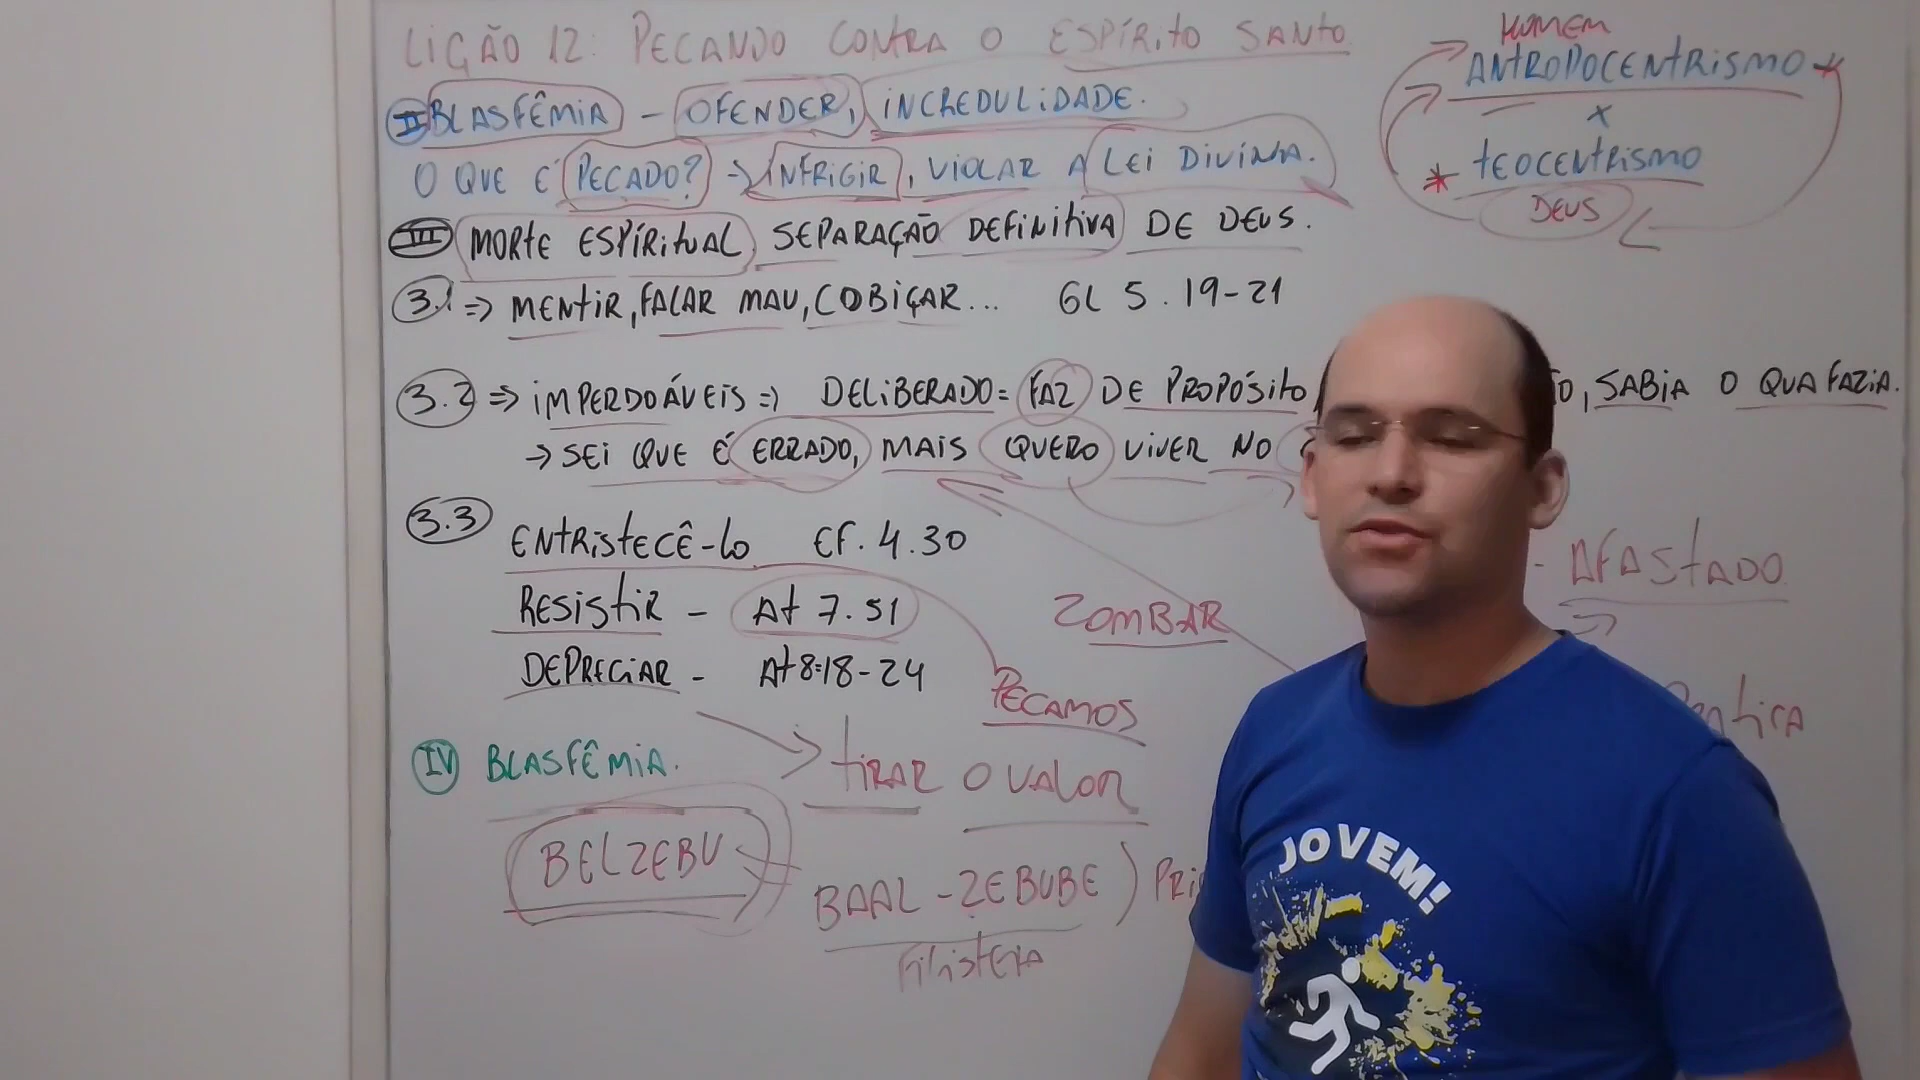 LIÇÃO 12: PECANDO CONTRA O ESPÍRITO SANTO
HOMEM
ANTROPOCENTRISMO
X
* TEOCENTRISMO
DEUS
II BLASFÊMIA - OFENDER, INCREDULIDADE.
O QUE É PECADO? -> INFRIGIR, VIOLAR A LEI DIVINA.
III MORTE ESPÍRITUAL, SEPARAÇÃO DEFINITIVA DE DEUS.
3.1 => MENTIR, FALAR MAU, COBIÇAR... GL 5.19-21
3.2 => IMPERDOÁVEIS => DELIBERADO = FAZ DE PROPÓSITO, SABIA O QUA FAZIA.
-> SEI QUE É ERRADO, MAIS QUERO VIVER NO
3.3 ENTRISTECÊ-LO EF. 4.30
- AFASTADO
RESISTIR - At 7.51
ZOMBAR
DEPRECIAR - At 8:18-24
PECAMOS
IV BLASFÊMIA.
TIRAR O VALOR
BELZEBU
BAAL-ZEBUBE) PRI
FILISTEIA
JOVEM!